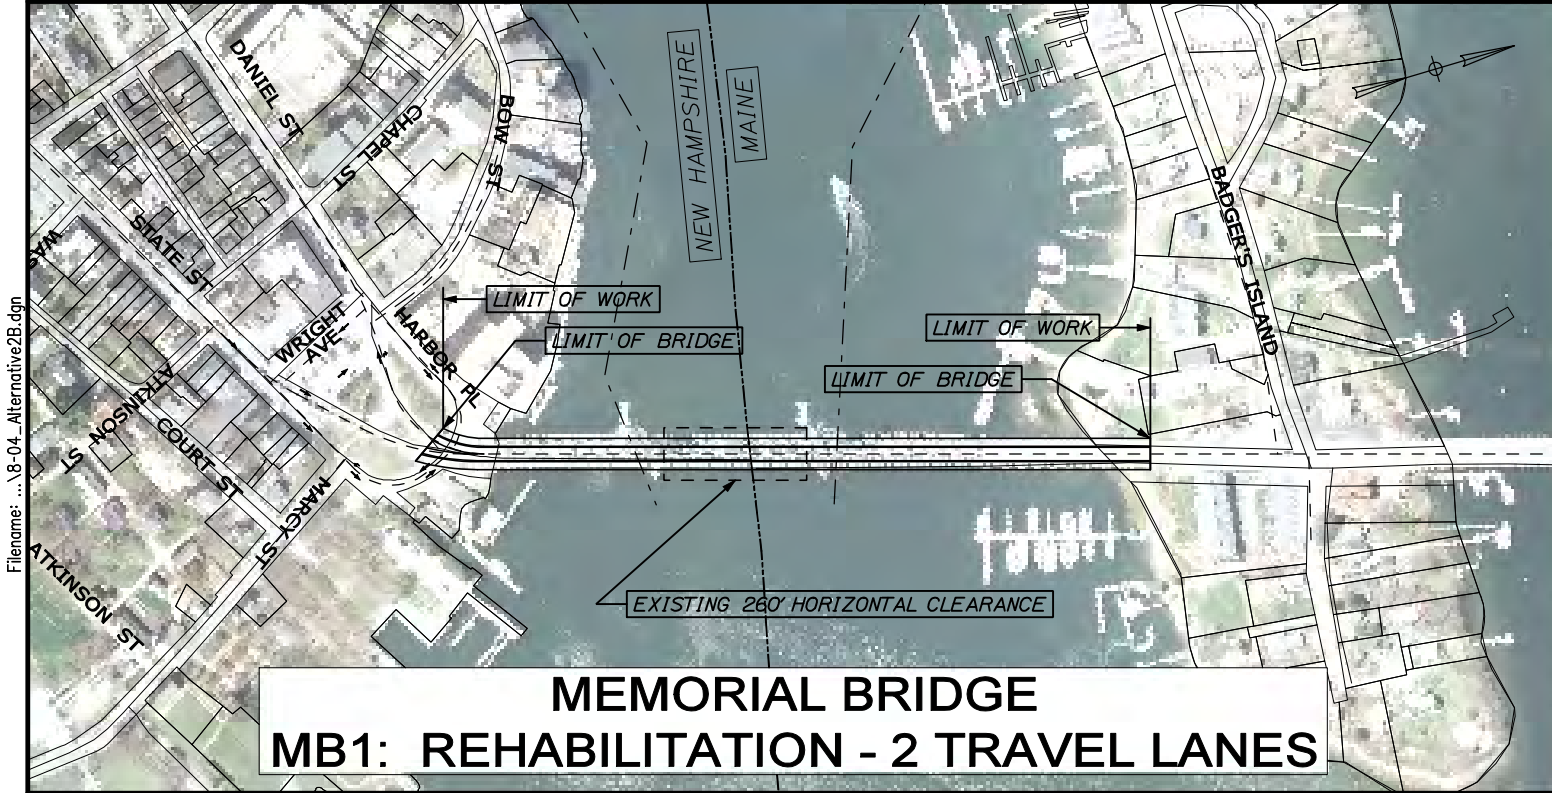 DANIEL ST
CHAPEL ST
BOW ST
NEW HAMPSHIRE
MAINE
BADGER'S ISLAND
STATE ST
WAS
WRIGHT
AVE
HARBOR PL
LIMIT OF WORK
LIMIT OF BRIDGE
LIMIT OF WORK
LIMIT OF BRIDGE
ATKINSON ST
COURT ST
MARCY ST
ATKINSON ST
EXISTING 260' HORIZONTAL CLEARANCE
Filename: ...\8-04_Alternative2B.dgn
MEMORIAL BRIDGE
MB1: REHABILITATION - 2 TRAVEL LANES